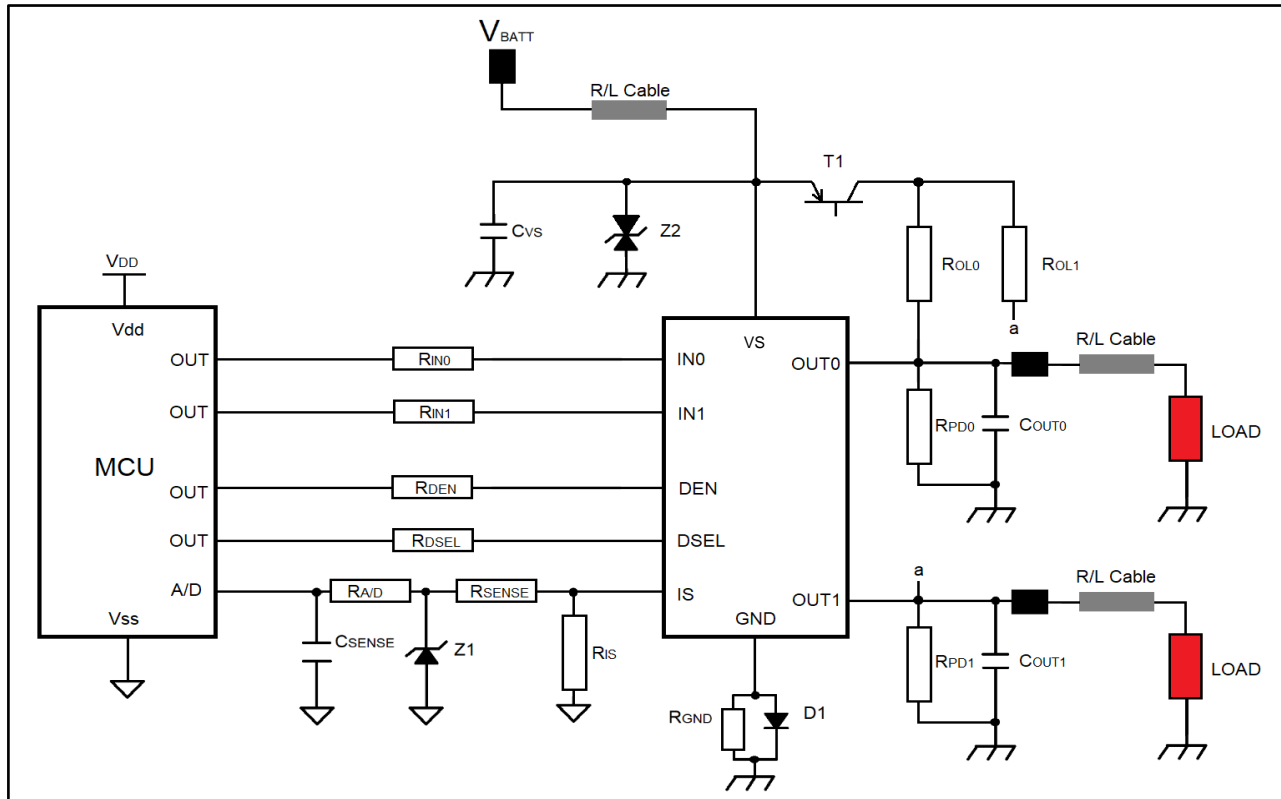 VBATT
R/L Cable
T1
CVS
Z2
ROL0
ROL1
a
VDD
Vdd
MCU
OUT
OUT
OUT
OUT
A/D
Vss
RIN0
RIN1
RDEN
RDSEL
RA/D
RSENSE
CSENSE
Z1
RIS
VS
IN0
IN1
DEN
DSEL
IS
GND
OUT0
OUT1
RGND
D1
R/L Cable
RPD0
COUT0
LOAD
a
R/L Cable
RPD1
COUT1
LOAD